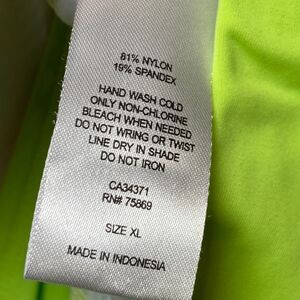 81% NYLON
19% SPANDEX
HAND WASH COLD
ONLY NON-CHLORINE
BLEACH WHEN NEEDED
DO NOT WRING OR TWIST
LINE DRY IN SHADE
DO NOT IRON
CA34371
RN# 75869
SIZE XL
MADE IN INDONESIA